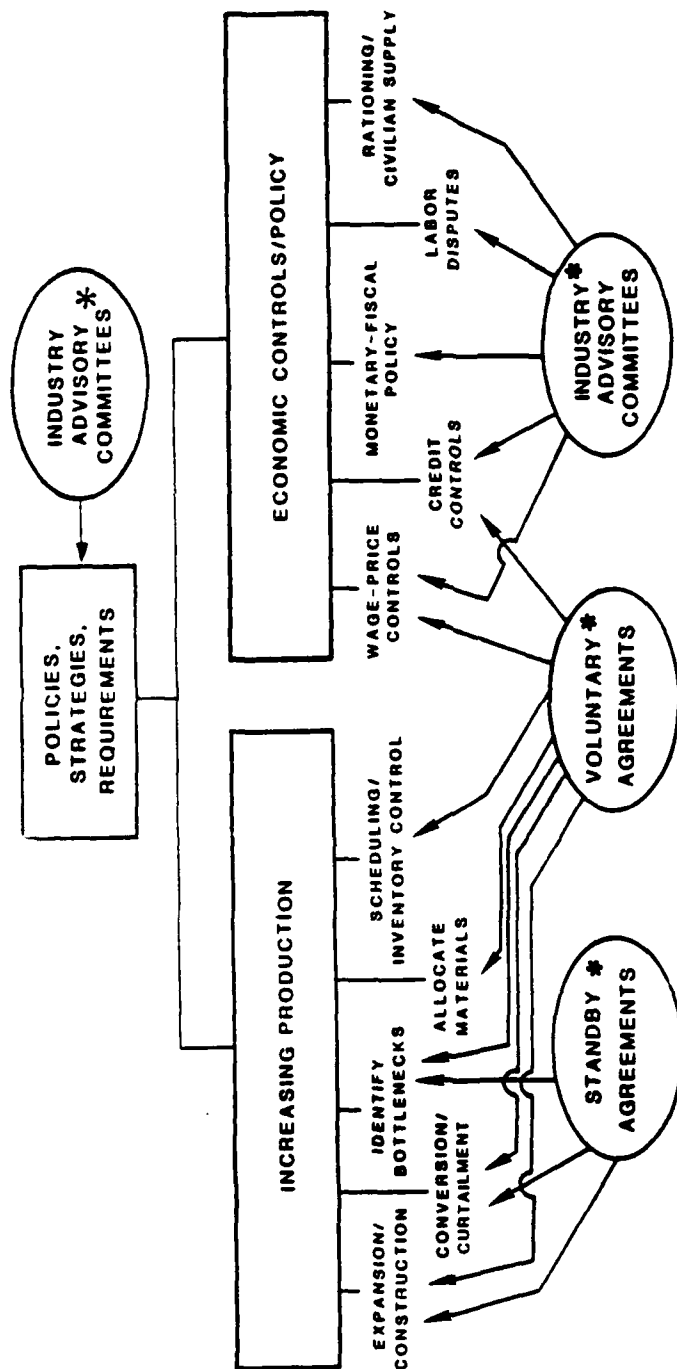 INDUSTRY
ADVISORY *
COMMITTEES
POLICIES,
STRATEGIES,
REQUIREMENTS
INCREASING PRODUCTION
ECONOMIC CONTROLS/POLICY
EXPANSION/
CONSTRUCTION
CONVERSION/
CURTAILMENT
IDENTIFY
BOTTLENECKS
ALLOCATE
MATERIALS
SCHEDULING/
INVENTORY CONTROL
WAGE-PRICE
CONTROLS
CREDIT
CONTROLS
MONETARY-FISCAL
POLICY
LABOR
DISPUTES
RATIONING/
CIVILIAN SUPPLY
STANDBY *
AGREEMENTS
VOLUNTARY *
AGREEMENTS
INDUSTRY *
ADVISORY
COMMITTEES